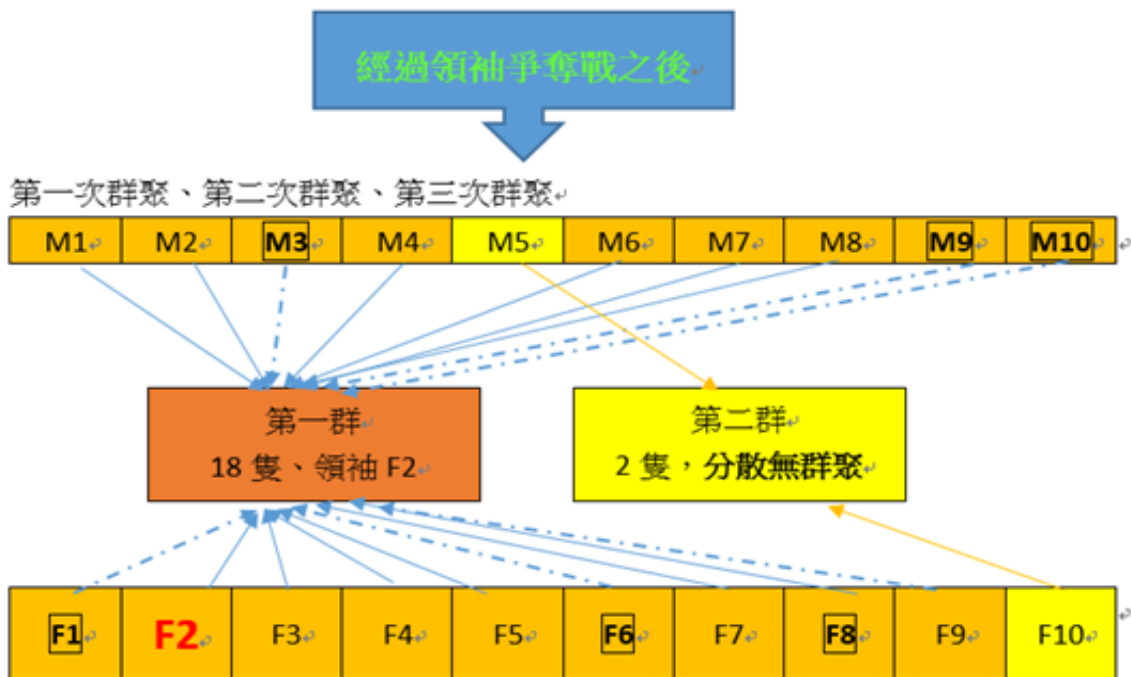 經過領袖爭奪戰之後
第一次群聚、第二次群聚、第三次群聚
M1 M2 M3 M4 M5 M6 M7 M8 M9 M10
第一群
18 隻、領袖 F2
第二群
2 隻，分散無群聚
F1 F2 F3 F4 F5 F6 F7 F8 F9 F10